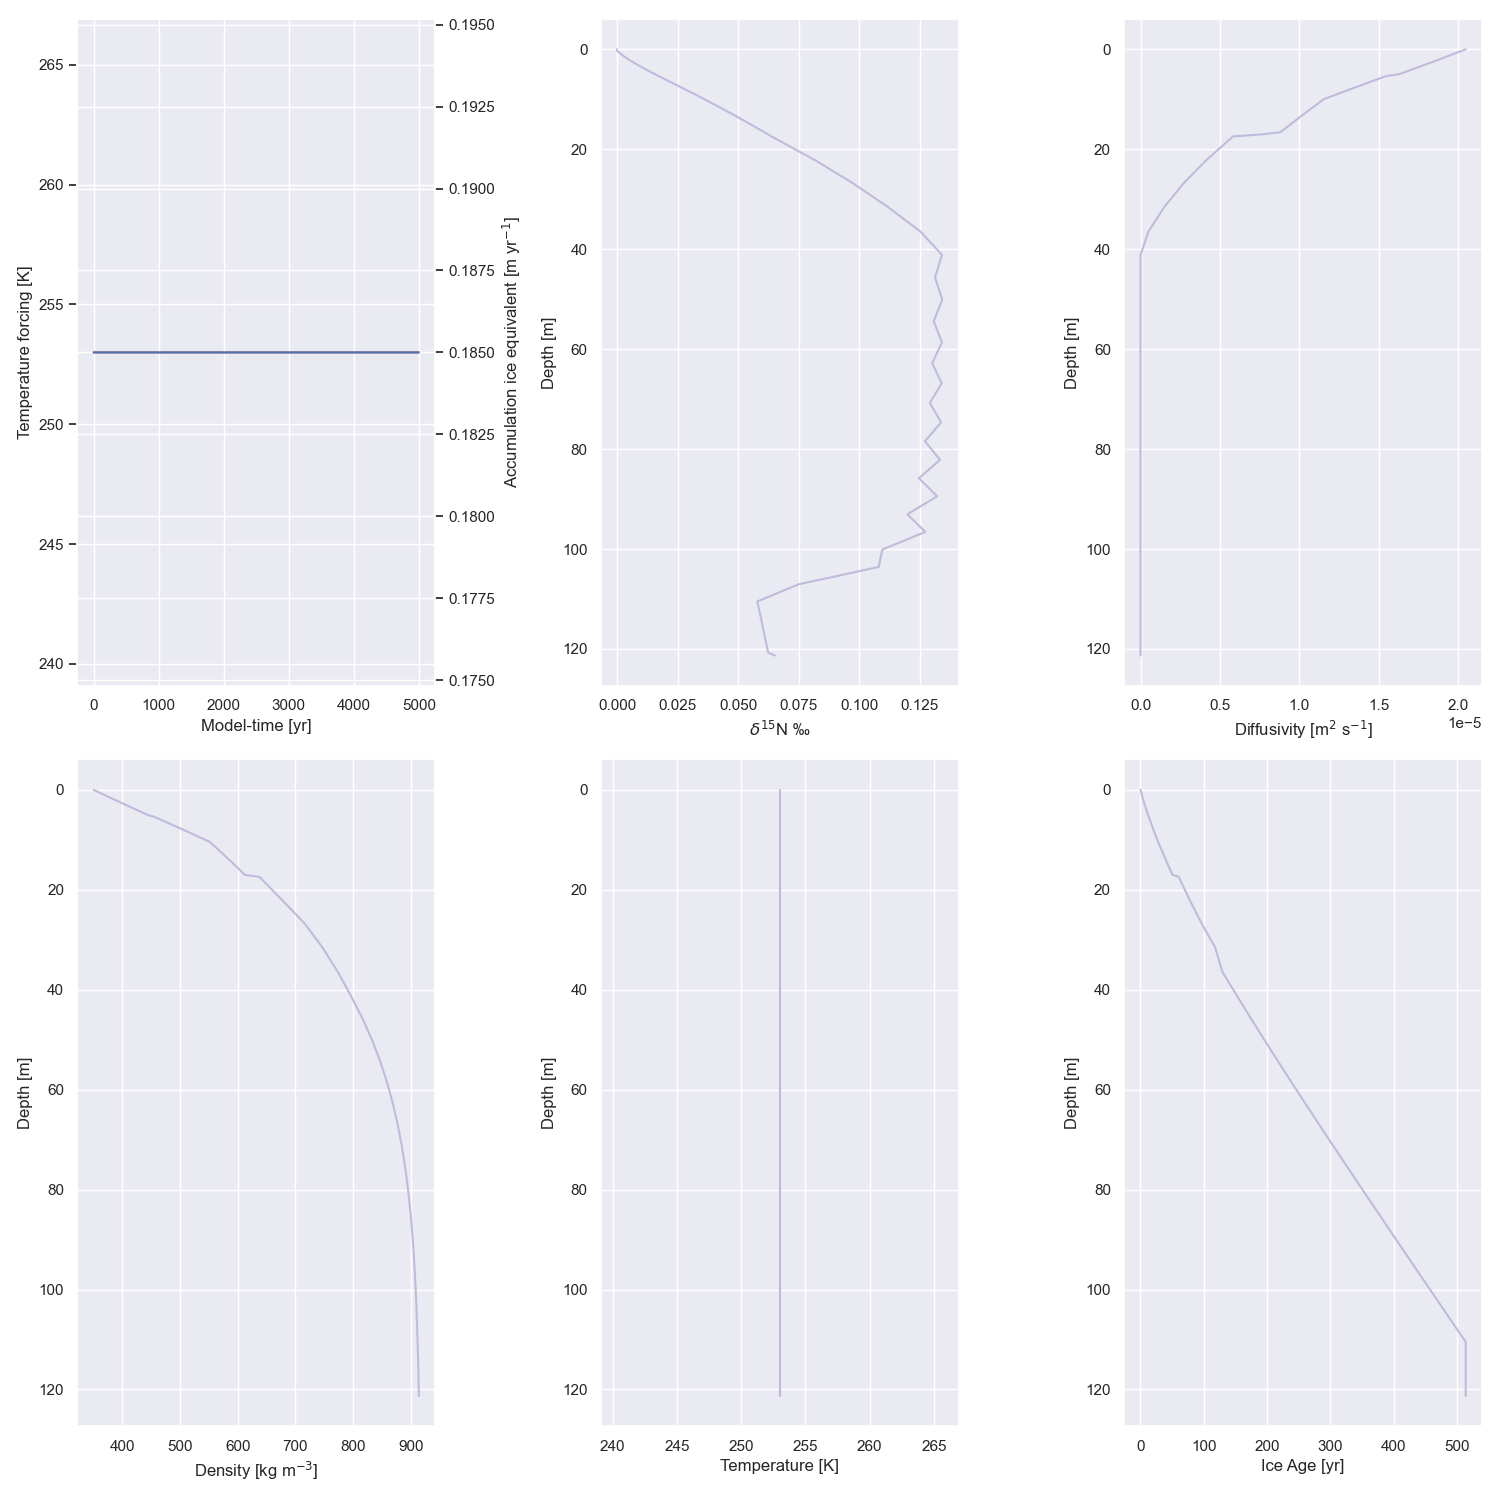 265
260
255
250
245
240
Temperature forcing [K]
0.1950
0.1925
0.1900
0.1875
0.1850
0.1825
0.1800
0.1775
0.1750
Accumulation ice equivalent [m yr⁻¹]
0 1000 2000 3000 4000 5000
Model-time [yr]
0
20
40
60
80
100
120
Depth [m]
0.000 0.025 0.050 0.075 0.100 0.125
δ¹⁵N ‰
0
20
40
60
80
100
120
Depth [m]
0.0 0.5 1.0 1.5 2.0
1e−5
Diffusivity [m² s⁻¹]
0
20
40
60
80
100
120
Depth [m]
400 500 600 700 800 900
Density [kg m⁻³]
0
20
40
60
80
100
120
Depth [m]
240 245 250 255 260 265
Temperature [K]
0
20
40
60
80
100
120
Depth [m]
0 100 200 300 400 500
Ice Age [yr]